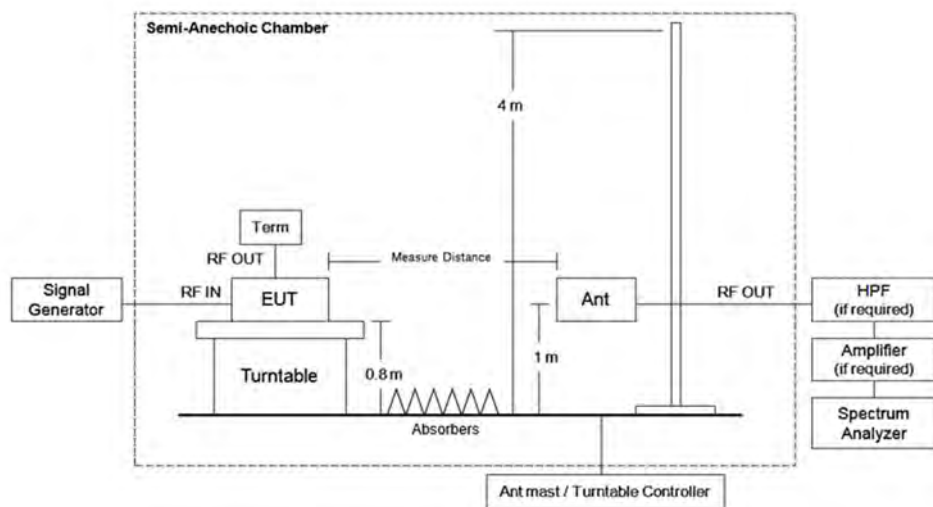 Semi-Anechoic Chamber
4 m
Term
RF OUT
Measure Distance
Signal
Generator
RF IN
EUT
Ant
RF OUT
HPF
(if required)
Turntable
0.8 m
1 m
Amplifier
(if required)
Absorbers
Spectrum
Analyzer
Ant mast / Turntable Controller